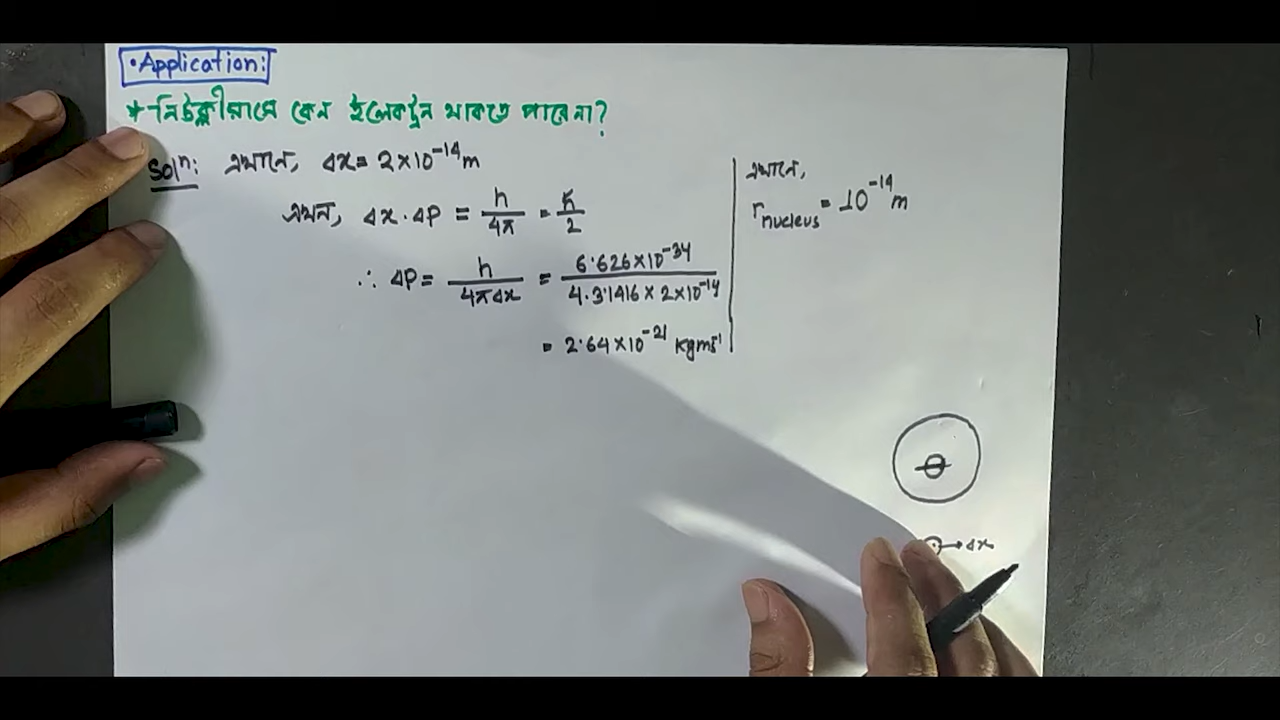 •Application:
* নিউক্লীয়াসে কেন ইলেকট্রন থাকতে পারেনা?
Solⁿ: এখানে, Δx = 2×10⁻¹⁴m
এখন, Δx·ΔP = h/4π = ħ/2
∴ ΔP = h/4πΔx = 6.626×10⁻³⁴/4·3.1416×2×10⁻¹⁴
= 2.64×10⁻²¹ kgms⁻¹
এখানে,
r nucleus = 10⁻¹⁴ m
→Δx